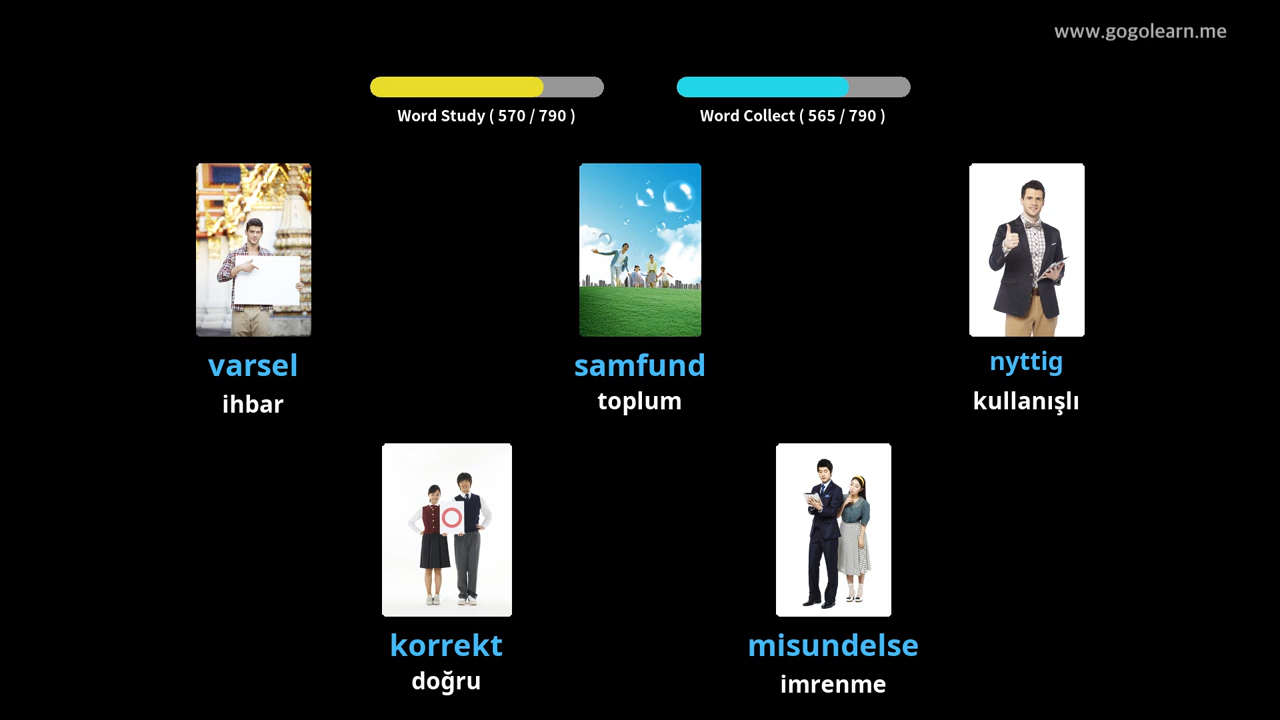 www.gogolearn.me
Word Study ( 570 / 790 )
Word Collect ( 565 / 790 )
varsel
ihbar
samfund
toplum
nyttig
kullanışlı
korrekt
doğru
misundelse
imrenme